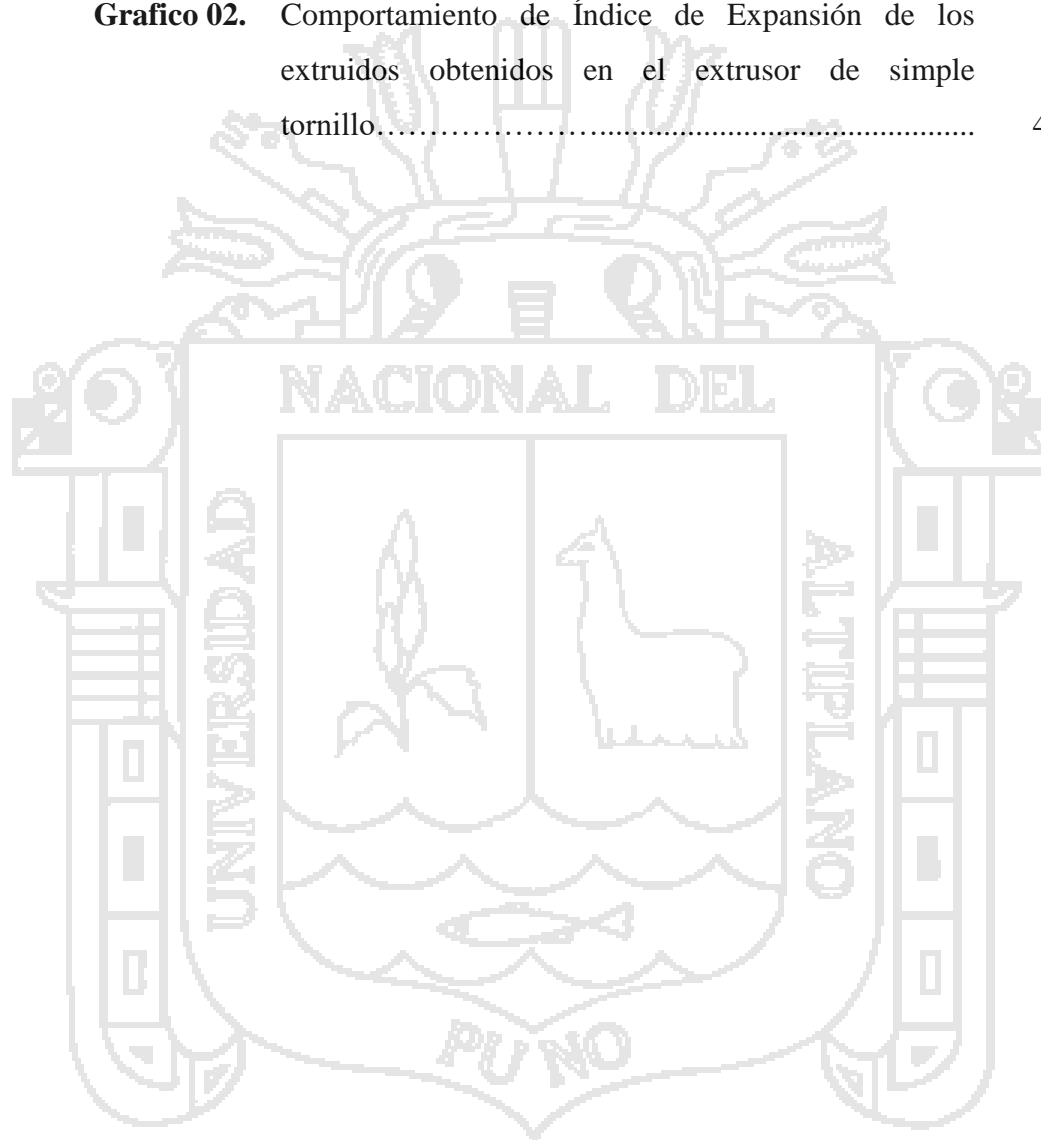 Grafico 02. Comportamiento de Índice de Expansión de los
extruidos obtenidos en el extrusor de simple
tornillo…………………....................................................... 4
NACIONAL DEL
UNIVERSIDAD
ALTIPLANO
PUNO